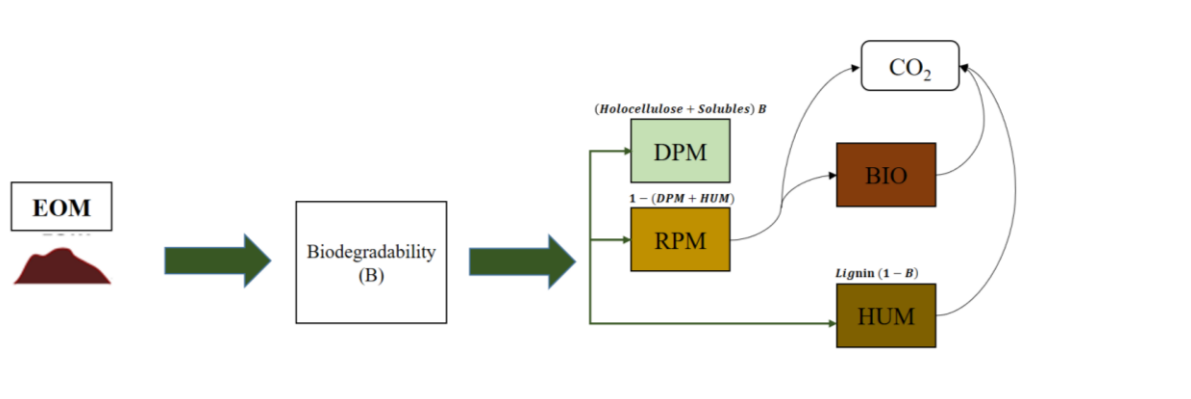 EOM
Biodegradability
(B)
(Holocellulose + Solubles) B
DPM
1 − (DPM + HUM)
RPM
CO₂
BIO
Lignin (1 − B)
HUM